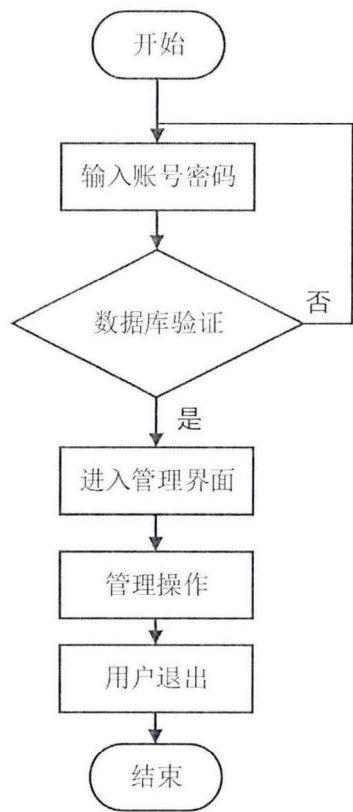 开始
输入账号密码
数据库验证
否
是
进入管理界面
管理操作
用户退出
结束